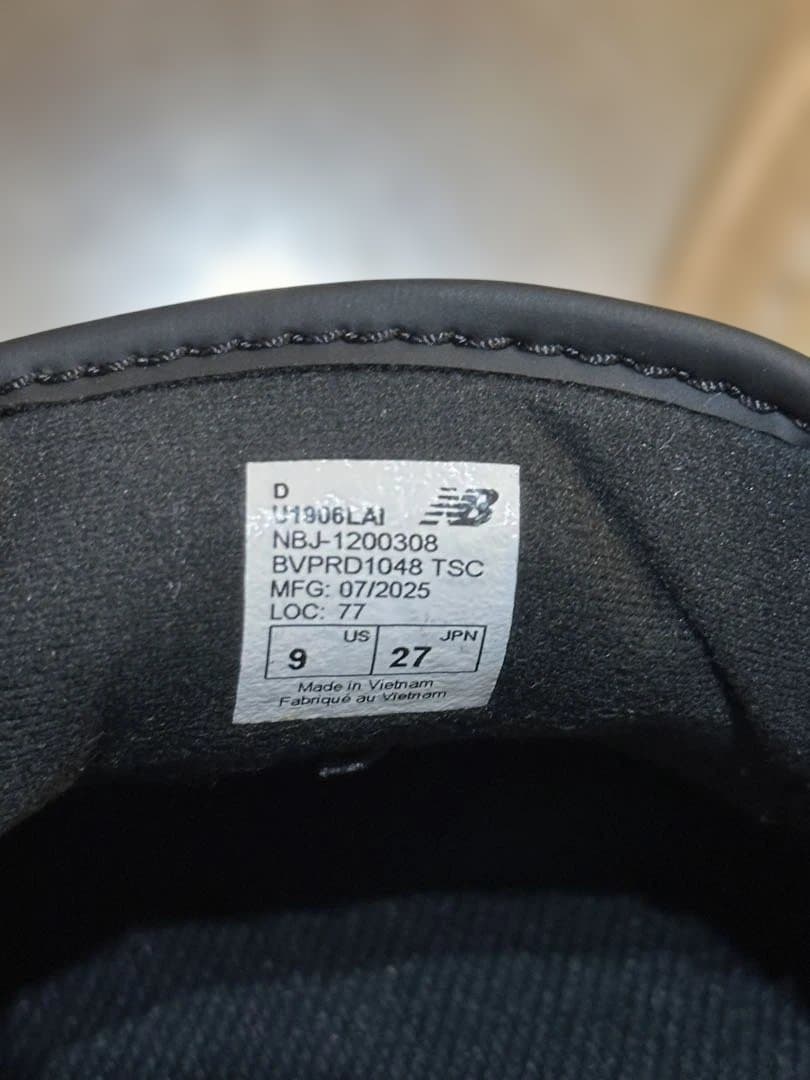 D
U1906LAI NB
NBJ-1200308
BVPRD1048 TSC
MFG: 07/2025
LOC: 77
9 US 27 JPN
Made in Vietnam
Fabriqué au Vietnam